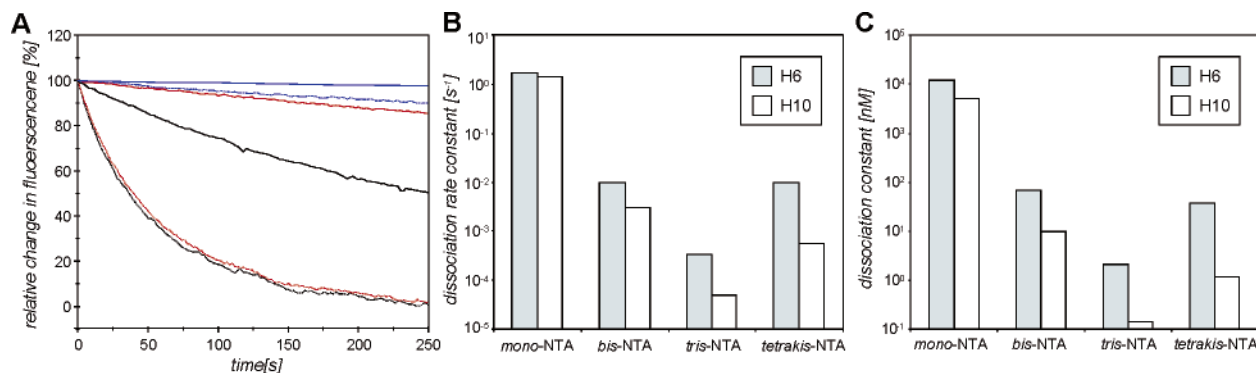 A
relative change in fluoerscencene [%]
120
100
80
60
40
20
0
0
50
100
150
200
250
time[s]
B
dissociation rate constant [s⁻¹]
10¹
10⁰
10⁻¹
10⁻²
10⁻³
10⁻⁴
10⁻⁵
H6
H10
mono-NTA
bis-NTA
tris-NTA
tetrakis-NTA
C
dissociation constant [nM]
10⁵
10⁴
10³
10²
10¹
10⁰
10⁻¹
H6
H10
mono-NTA
bis-NTA
tris-NTA
tetrakis-NTA